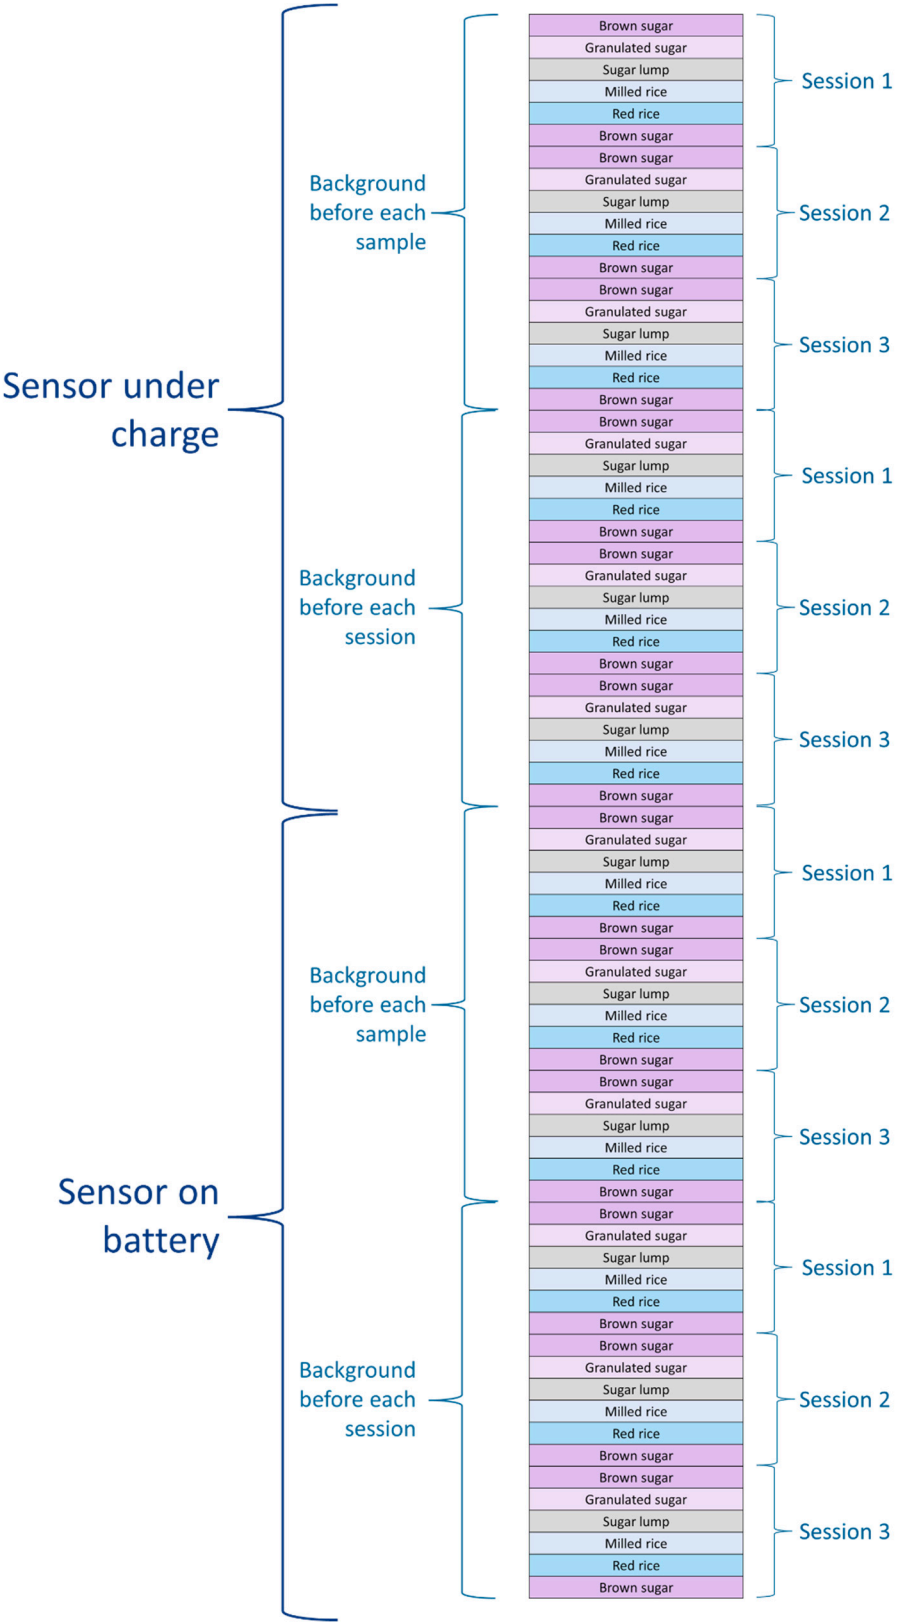 Sensor under
charge
Background
before each
sample
Brown sugar
Granulated sugar
Sugar lump
Milled rice
Red rice
Brown sugar
Session 1
Brown sugar
Granulated sugar
Sugar lump
Milled rice
Red rice
Brown sugar
Session 2
Brown sugar
Granulated sugar
Sugar lump
Milled rice
Red rice
Brown sugar
Session 3
Background
before each
session
Brown sugar
Granulated sugar
Sugar lump
Milled rice
Red rice
Brown sugar
Session 1
Brown sugar
Granulated sugar
Sugar lump
Milled rice
Red rice
Brown sugar
Session 2
Brown sugar
Granulated sugar
Sugar lump
Milled rice
Red rice
Brown sugar
Session 3
Sensor on
battery
Background
before each
sample
Brown sugar
Granulated sugar
Sugar lump
Milled rice
Red rice
Brown sugar
Session 1
Brown sugar
Granulated sugar
Sugar lump
Milled rice
Red rice
Brown sugar
Session 2
Brown sugar
Granulated sugar
Sugar lump
Milled rice
Red rice
Brown sugar
Session 3
Background
before each
session
Brown sugar
Granulated sugar
Sugar lump
Milled rice
Red rice
Brown sugar
Session 1
Brown sugar
Granulated sugar
Sugar lump
Milled rice
Red rice
Brown sugar
Session 2
Brown sugar
Granulated sugar
Sugar lump
Milled rice
Red rice
Brown sugar
Session 3